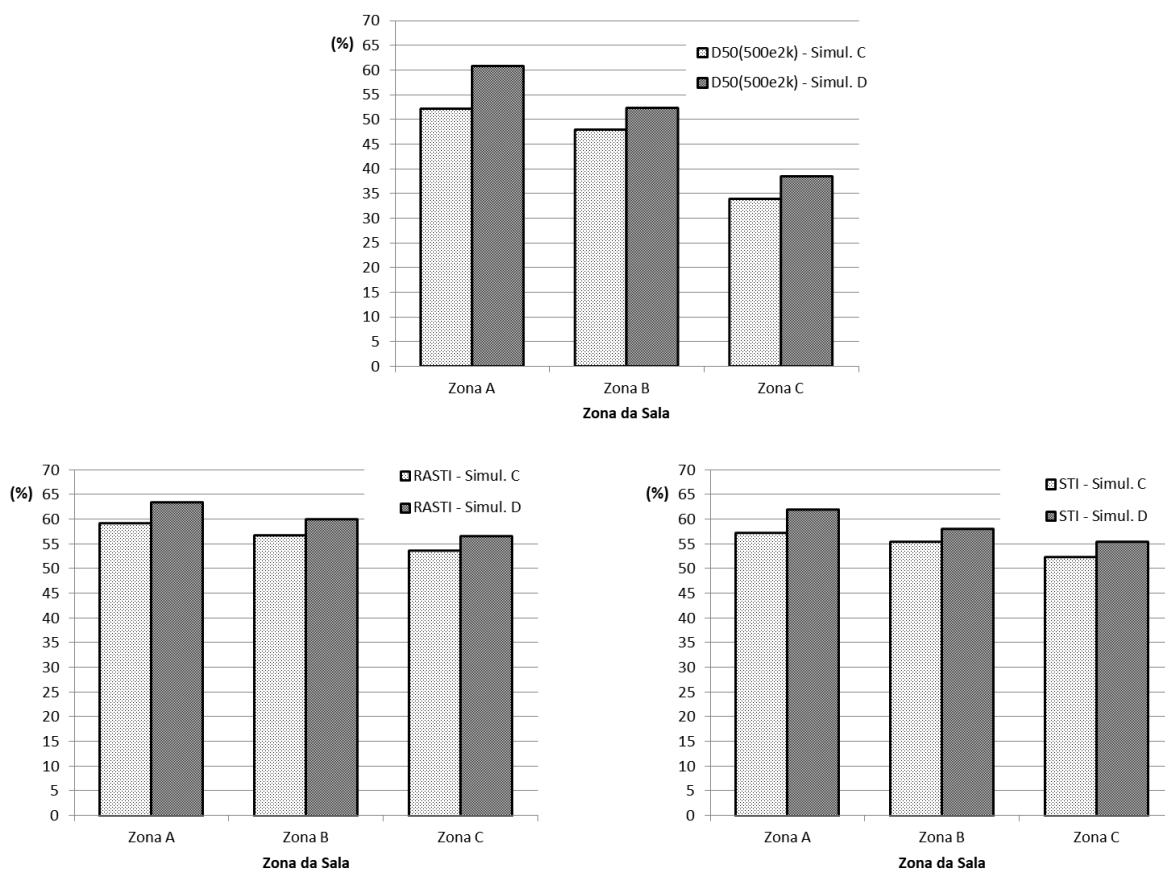 (%)
70
65
60
55
50
45
40
35
30
25
20
15
10
5
0
D50(500e2k) - Simul. C
D50(500e2k) - Simul. D
Zona A
Zona B
Zona C
Zona da Sala
(%)
70
65
60
55
50
45
40
35
30
25
20
15
10
5
0
RASTI - Simul. C
RASTI - Simul. D
Zona A
Zona B
Zona C
Zona da Sala
(%)
70
65
60
55
50
45
40
35
30
25
20
15
10
5
0
STI - Simul. C
STI - Simul. D
Zona A
Zona B
Zona C
Zona da Sala